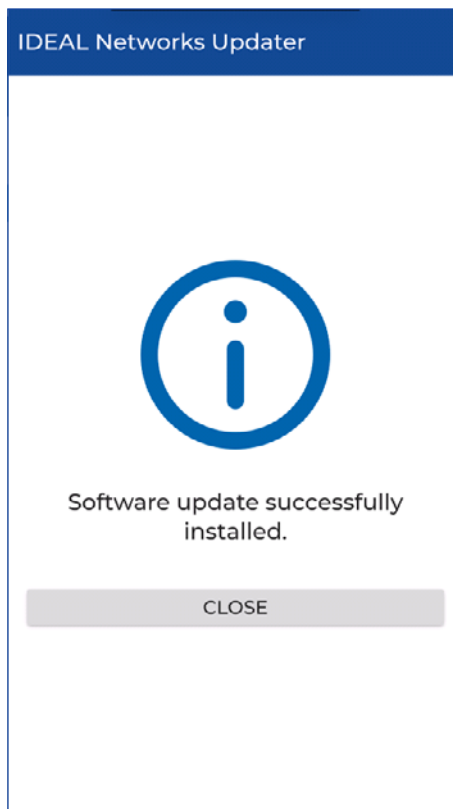 IDEAL Networks Updater
Software update successfully
installed.
CLOSE